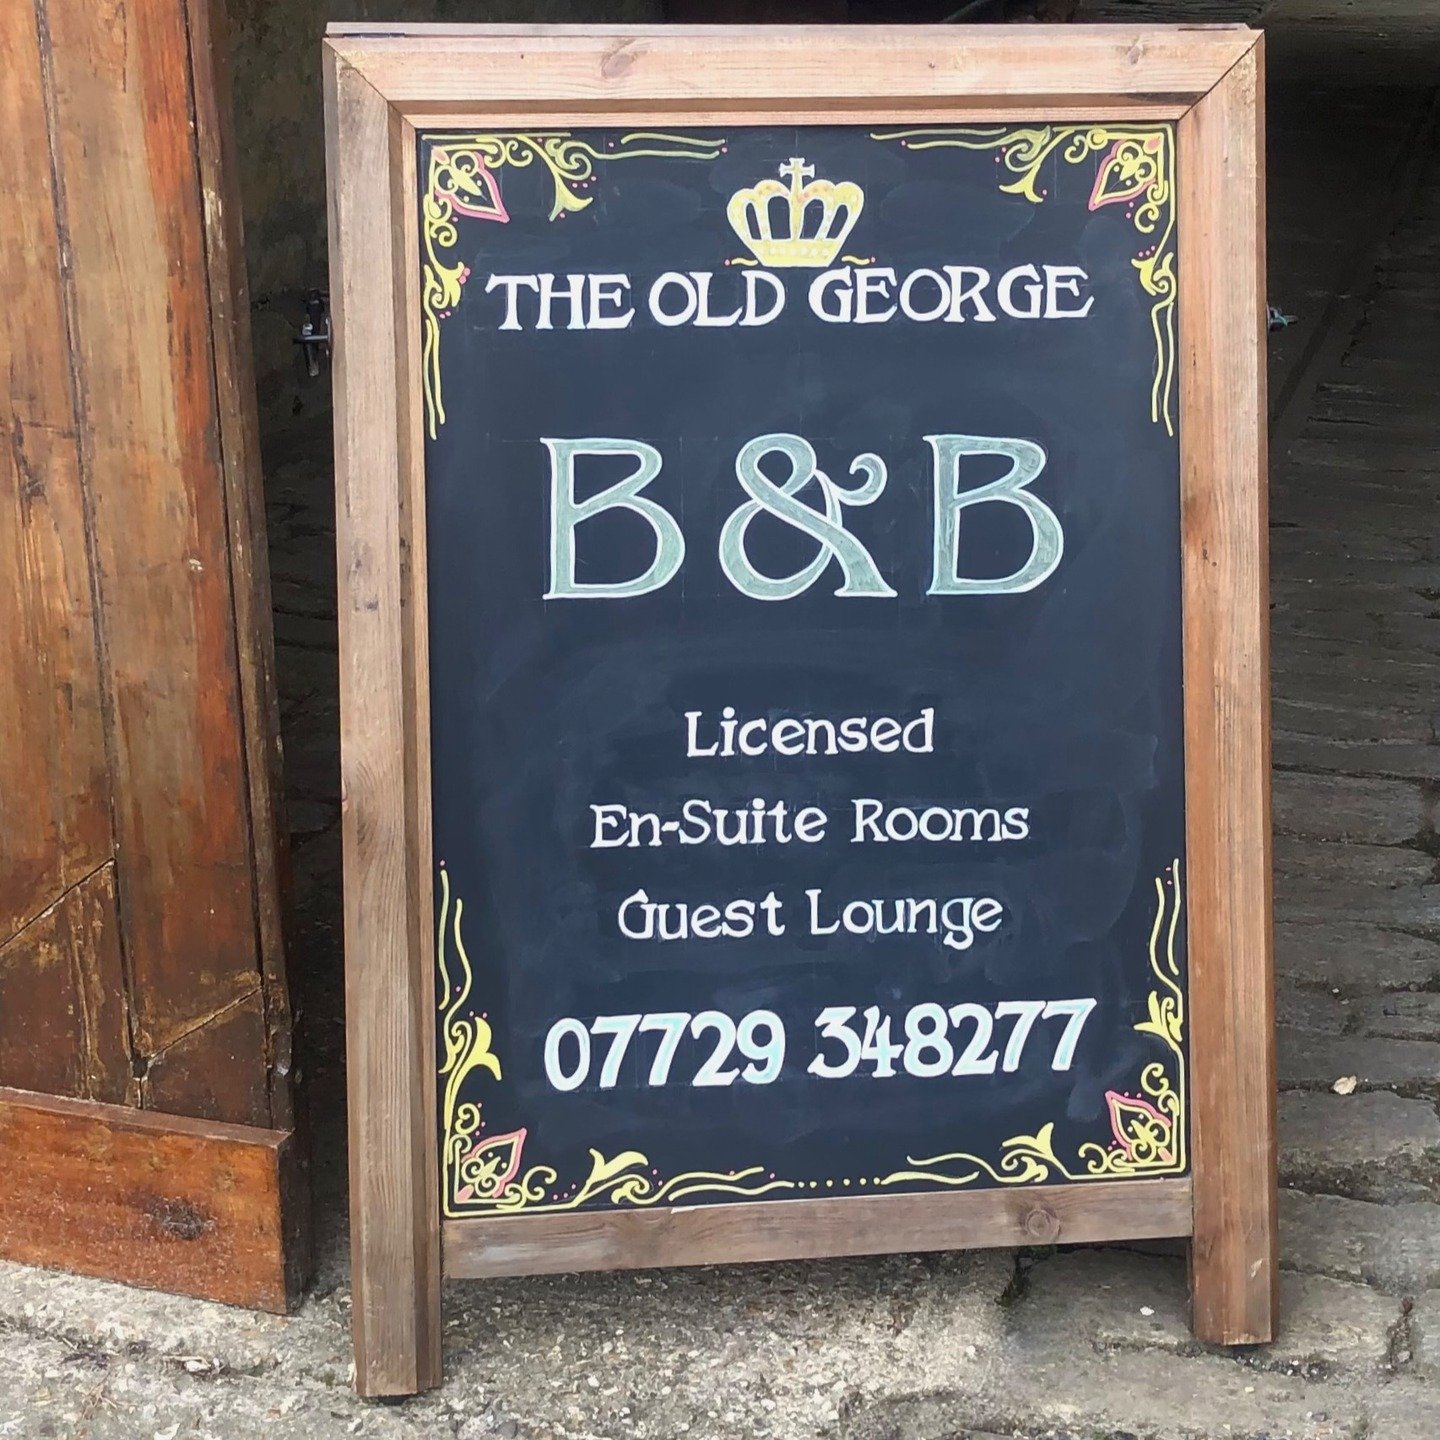 THE OLD GEORGE
B & B
Licensed
En-Suite Rooms
Guest Lounge
07729 348277